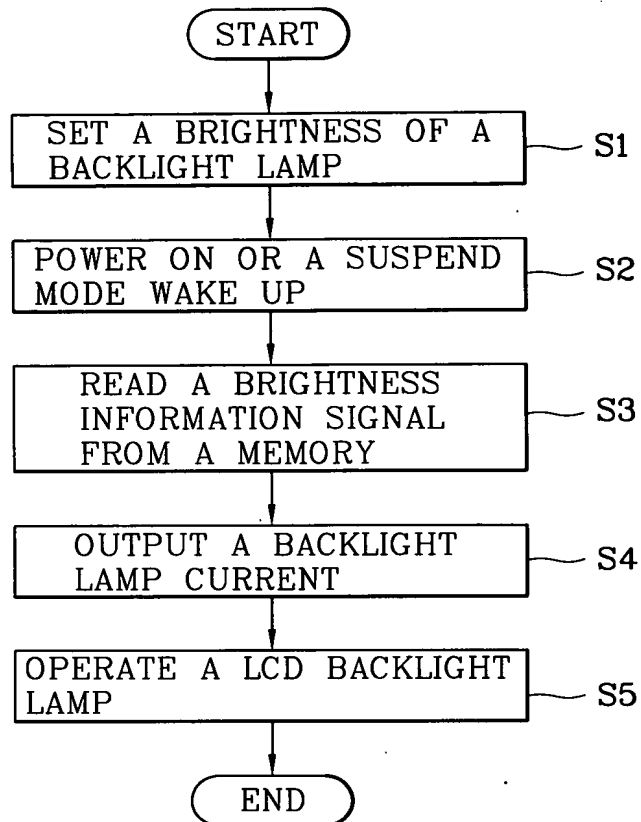 START
SET A BRIGHTNESS OF A
BACKLIGHT LAMP
S1
POWER ON OR A SUSPEND
MODE WAKE UP
S2
READ A BRIGHTNESS
INFORMATION SIGNAL
FROM A MEMORY
S3
OUTPUT A BACKLIGHT
LAMP CURRENT
S4
OPERATE A LCD BACKLIGHT
LAMP
S5
END